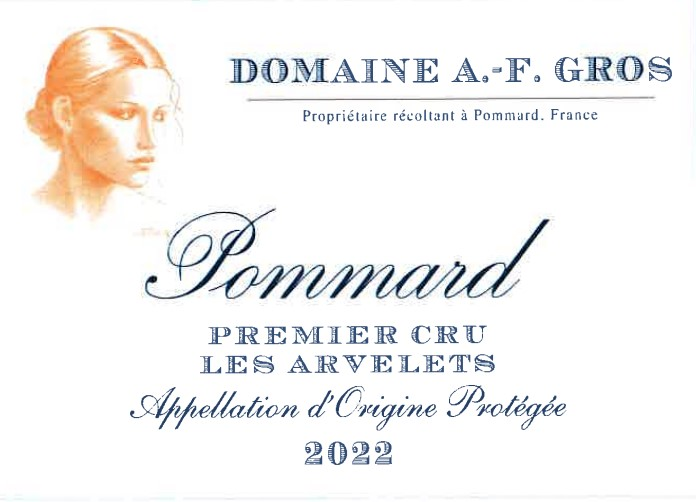 DOMAINE A.-F. GROS
Propriétaire récoltant à Pommard. France
Pommard
PREMIER CRU
LES ARVELETS
Appellation d'Origine Protégée
2022